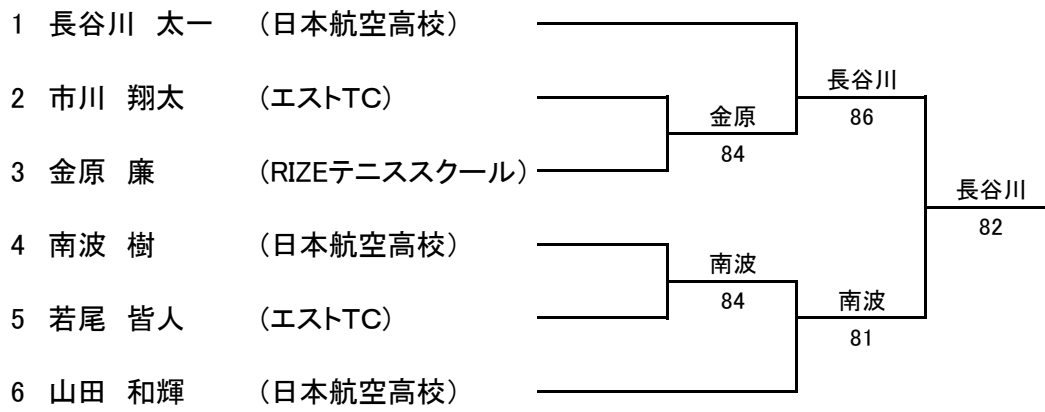 1 長谷川 太一 (日本航空高校)
長谷川
2 市川 翔太 (エストTC)
金原
86
84
3 金原 廉 (RIZEテニススクール)
長谷川
82
4 南波 樹 (日本航空高校)
南波
84
南波
5 若尾 皆人 (エストTC)
81
6 山田 和輝 (日本航空高校)